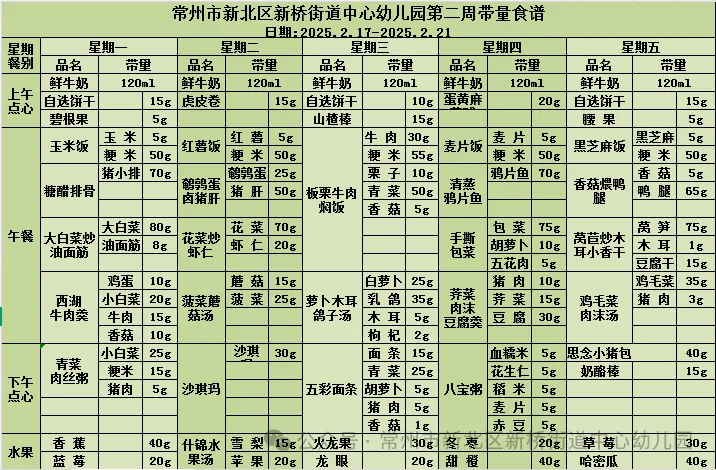 常州市新北区新桥街道中心幼儿园第二周带量食谱
日期:2025.2.17-2025.2.21
星期 星期一 星期二 星期三 星期四 星期五
餐别 品名 带量 品名 带量 品名 带量 品名 带量 品名 带量
上午点心 鲜牛奶 120ml 鲜牛奶 120ml 鲜牛奶 120ml 鲜牛奶 120ml 鲜牛奶 120ml
自选饼干 15g 虎皮卷 15g 自选饼干 10g 蛋黄麻 20g 自选饼干 15g
碧根果 5g 山楂榛 15g 腰果 5g
午餐 玉米饭 玉米 5g 红薯饭 红薯 5g 板栗牛肉焖饭 牛肉 30g 麦片饭 麦片 5g 黑芝麻饭 黑芝麻 5g
粳米 50g 粳米 50g 粳米 55g 粳米 50g 粳米 50g
糖醋排骨 猪小排 70g 鹌鹑蛋卤猪肝 鹌鹑蛋 25g 栗子 10g 清蒸鸦片鱼 鸦片鱼 70g 香菇煨鸭腿 香菇 5g
猪肝 50g 青菜 50g 鸭腿 65g
香菇 5g
大白菜炒油面筋 大白菜 80g 花菜炒虾仁 花菜 70g 手撕包菜 包菜 75g 莴苣炒木耳小香干 莴笋 75g
油面筋 8g 虾仁 20g 胡萝卜 10g 木耳 1g
五花肉 5g 豆腐干 15g
西湖牛肉羹 鸡蛋 10g 菠菜蘑菇汤 蘑菇 15g 萝卜木耳鸽子汤 白萝卜 25g 荠菜肉沫豆腐羹 猪肉 10g 鸡毛菜肉沫汤 鸡毛菜 35g
小白菜 20g 菠菜 25g 乳鸽 35g 荠菜 15g 猪肉 3g
牛肉 15g 木耳 5g 豆腐 30g
香菇 10g 枸杞 2g
下午点心 青菜肉丝粥 小白菜 25g 沙琪玛 沙琪 30g 五彩面条 面条 15g 八宝粥 血糯米 5g 思念小猪包 40g
粳米 15g 青菜 25g 花生仁 5g 奶酪榛 15g
猪肉 5g 胡萝卜 5g 稻米 5g
猪肉 5g 麦片 5g
香菇 1g 赤豆 5g
水果 香蕉 40g 什锦水果汤 雪梨 15g 火龙果 30g 冬枣 20g 草莓 30g
蓝莓 20g 苹果 20g 龙眼 20g 甜橙 40g 哈密瓜 40g
公众号·常州市新北区新桥街道中心幼儿园